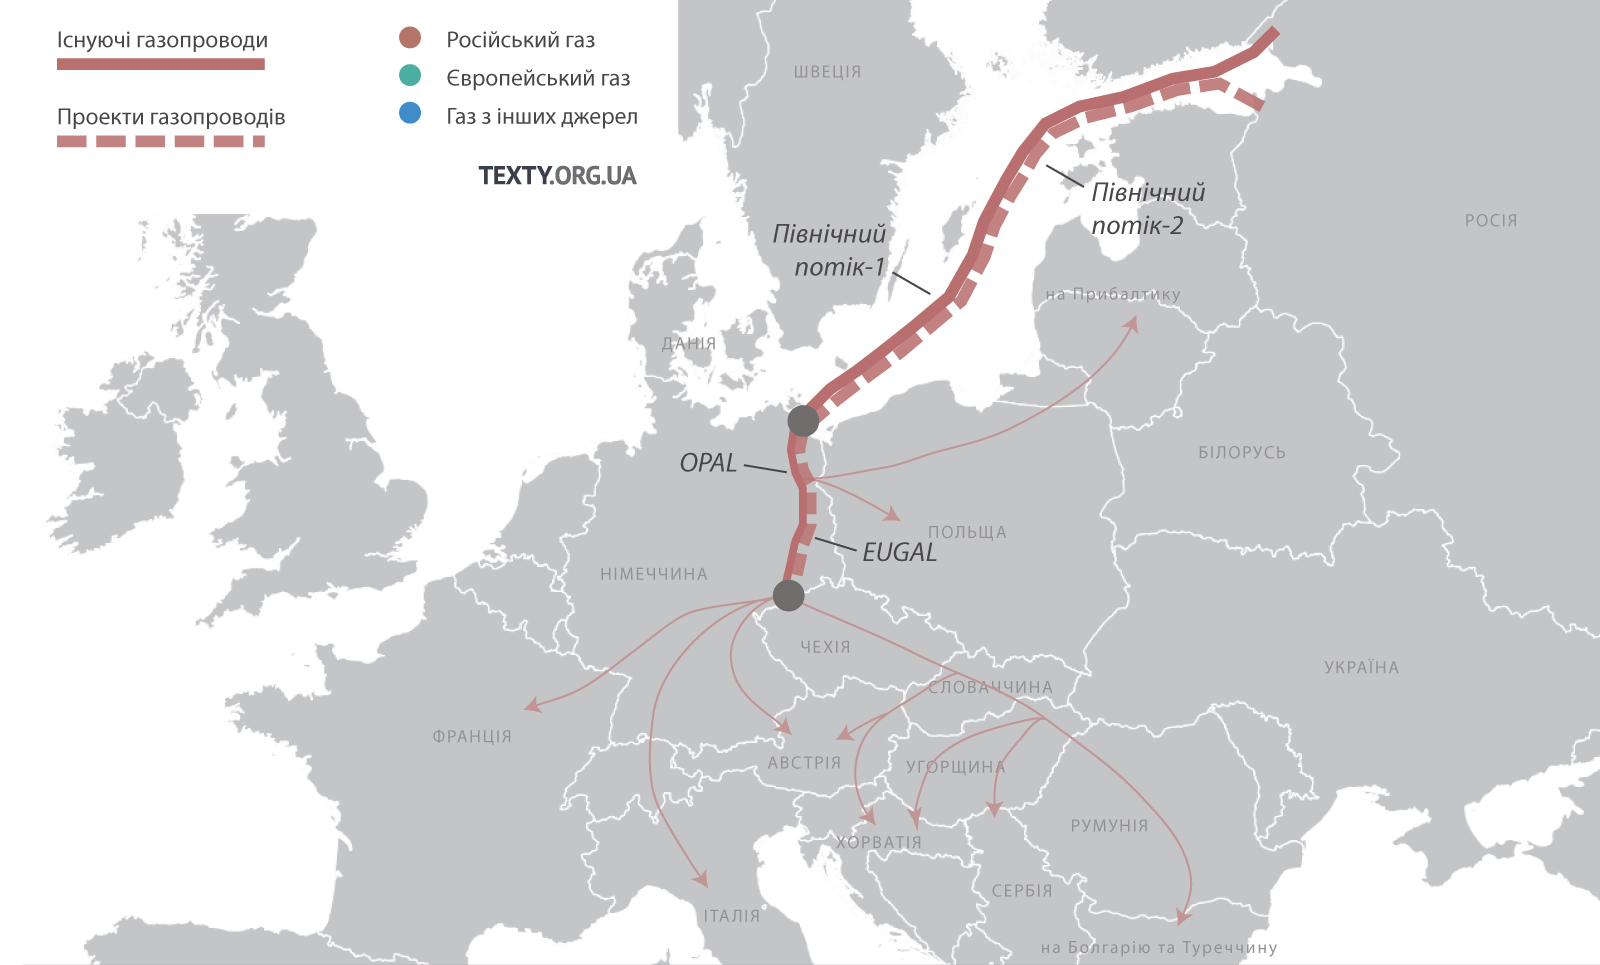 Існуючі газопроводи
Проекти газопроводів
Російський газ
Європейський газ
Газ з інших джерел
TEXTY.ORG.UA
ШВЕЦІЯ
Північний
потік-2
РОСІЯ
Північний
потік-1
на Прибалтику
ДАНІЯ
БІЛОРУСЬ
OPAL
ПОЛЬЩА
EUGAL
НІМЕЧЧИНА
ЧЕХІЯ
УКРАЇНА
СЛОВАЧЧИНА
ФРАНЦІЯ
АВСТРІЯ
УГОРЩИНА
РУМУНІЯ
ХОРВАТІЯ
СЕРБІЯ
ІТАЛІЯ
на Болгарію та Туреччину